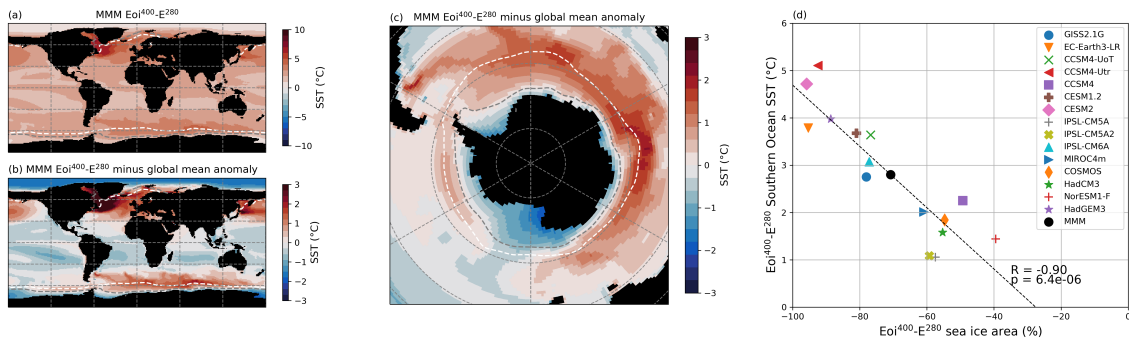 (a)
MMM Eoi⁴⁰⁰-E²⁸⁰
10
5
0
−5
−10
SST (°C)
(b) MMM Eoi⁴⁰⁰-E²⁸⁰ minus global mean anomaly
3
2
1
0
−1
−2
−3
SST (°C)
(c) MMM Eoi⁴⁰⁰-E²⁸⁰ minus global mean anomaly
3
2
1
0
−1
−2
−3
SST (°C)
(d)
Eoi⁴⁰⁰-E²⁸⁰ Southern Ocean SST (°C)
6
5
4
3
2
1
0
GISS2.1G
EC-Earth3-LR
CCSM4-UoT
CCSM4-Utr
CCSM4
CESM1.2
CESM2
IPSL-CM5A
IPSL-CM5A2
IPSL-CM6A
MIROC4m
COSMOS
HadCM3
NorESM1-F
HadGEM3
MMM
R = -0.90
p = 6.4e-06
−100 −80 −60 −40 −20 0
Eoi⁴⁰⁰-E²⁸⁰ sea ice area (%)